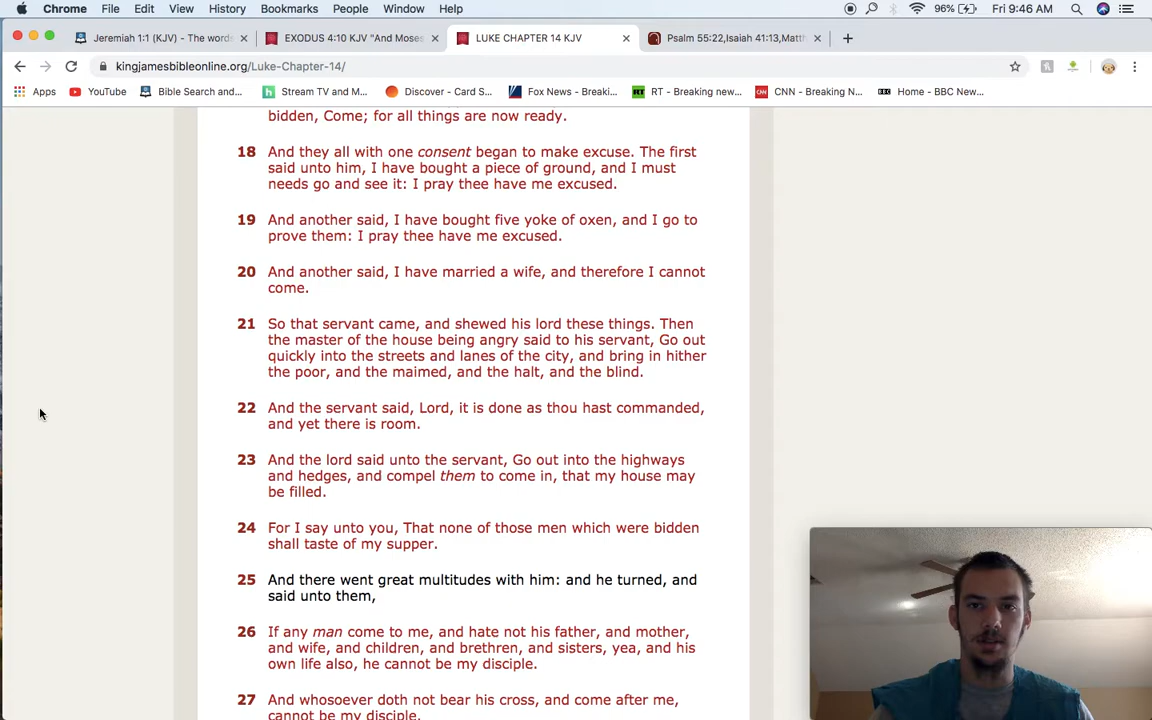 Chrome File Edit View History Bookmarks People Window Help 96% Fri 9:46 AM
Jeremiah 1:1 (KJV) - The words EXODUS 4:10 KJV "And Moses LUKE CHAPTER 14 KJV Psalm 55:22,Isaiah 41:13,Matth
kingjamesbibleonline.org/Luke-Chapter-14/
Apps YouTube Bible Search and... Stream TV and M... Discover - Card S... Fox News - Breaki... RT - Breaking new... CNN - Breaking N... BBC Home - BBC New...
bidden, Come; for all things are now ready.
18 And they all with one consent began to make excuse. The first
said unto him, I have bought a piece of ground, and I must
needs go and see it: I pray thee have me excused.
19 And another said, I have bought five yoke of oxen, and I go to
prove them: I pray thee have me excused.
20 And another said, I have married a wife, and therefore I cannot
come.
21 So that servant came, and shewed his lord these things. Then
the master of the house being angry said to his servant, Go out
quickly into the streets and lanes of the city, and bring in hither
the poor, and the maimed, and the halt, and the blind.
22 And the servant said, Lord, it is done as thou hast commanded,
and yet there is room.
23 And the lord said unto the servant, Go out into the highways
and hedges, and compel them to come in, that my house may
be filled.
24 For I say unto you, That none of those men which were bidden
shall taste of my supper.
25 And there went great multitudes with him: and he turned, and
said unto them,
26 If any man come to me, and hate not his father, and mother,
and wife, and children, and brethren, and sisters, yea, and his
own life also, he cannot be my disciple.
27 And whosoever doth not bear his cross, and come after me,
cannot be my disciple.